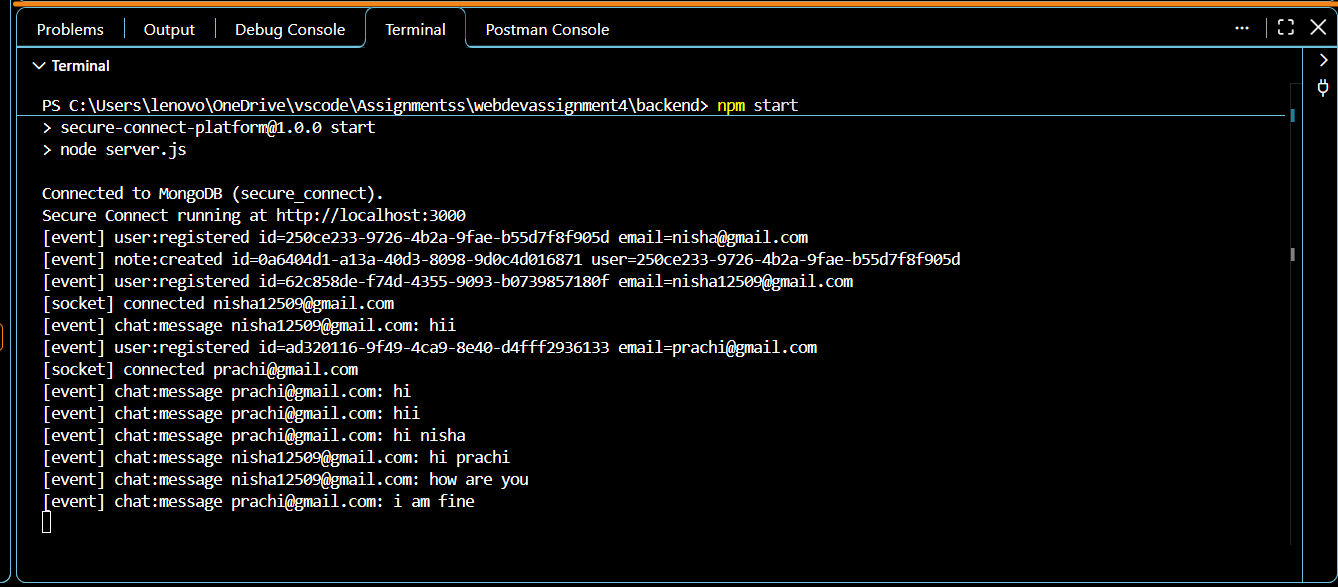 Problems Output Debug Console Terminal Postman Console
Terminal
PS C:\Users\lenovo\OneDrive\vscode\Assignmentss\webdevassignment4\backend> npm start
> secure-connect-platform@1.0.0 start
> node server.js
Connected to MongoDB (secure_connect).
Secure Connect running at http://localhost:3000
[event] user:registered id=250ce233-9726-4b2a-9fae-b55d7f8f905d email=nisha@gmail.com
[event] note:created id=0a6404d1-a13a-40d3-8098-9d0c4d016871 user=250ce233-9726-4b2a-9fae-b55d7f8f905d
[event] user:registered id=62c858de-f74d-4355-9093-b0739857180f email=nisha12509@gmail.com
[socket] connected nisha12509@gmail.com
[event] chat:message nisha12509@gmail.com: hii
[event] user:registered id=ad320116-9f49-4ca9-8e40-d4fff2936133 email=prachi@gmail.com
[socket] connected prachi@gmail.com
[event] chat:message prachi@gmail.com: hi
[event] chat:message prachi@gmail.com: hii
[event] chat:message prachi@gmail.com: hi nisha
[event] chat:message nisha12509@gmail.com: hi prachi
[event] chat:message nisha12509@gmail.com: how are you
[event] chat:message prachi@gmail.com: i am fine